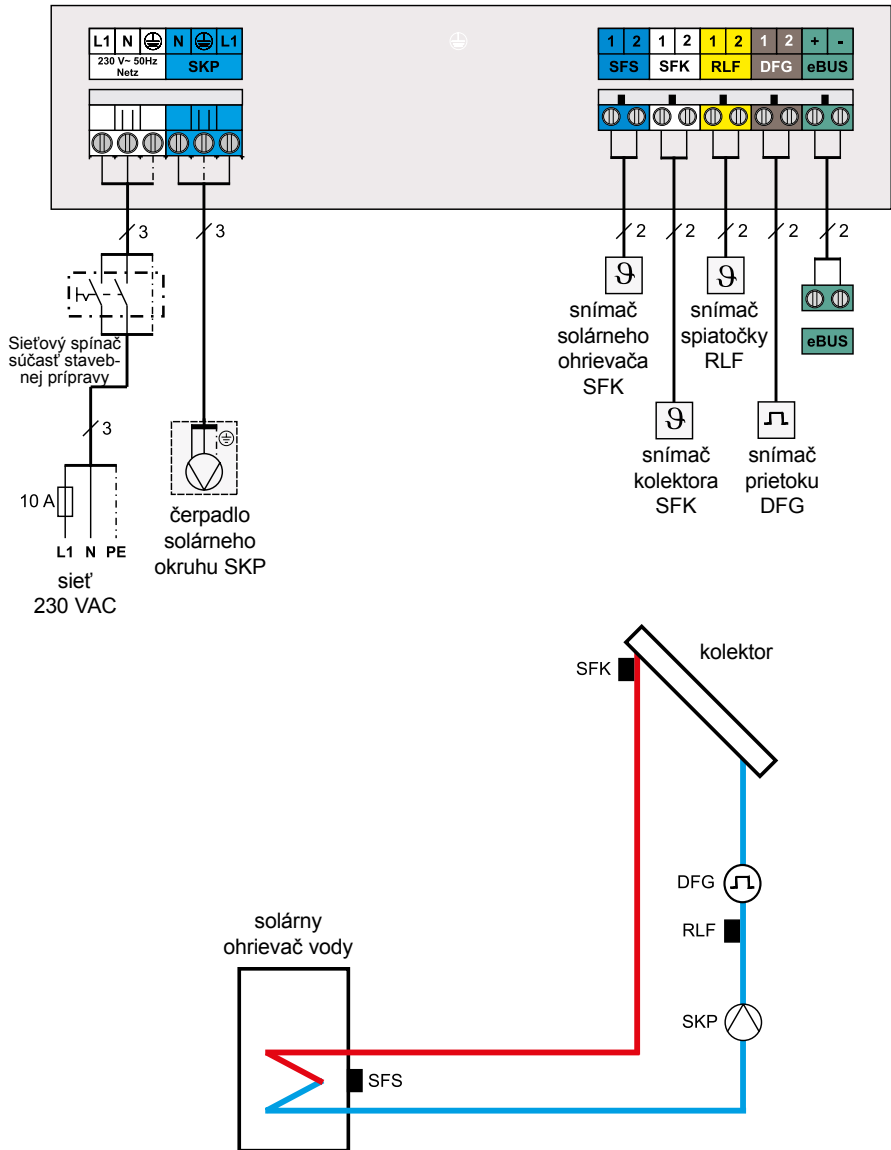 L1 N N L1
230 V~ 50Hz
Netz
SKP
1 2 1 2 1 2 1 2 + -
SFS SFK RLF DFG eBUS
3 3 2 2 2 2 2
Sieťový spínač
súčasť staveb-
nej prípravy
3
10 A
L1 N PE
sieť
230 VAC
čerpadlo
solárneho
okruhu SKP
ϑ
snímač
solárneho
ohrievača
SFK
ϑ
snímač
spiatočky
RLF
eBUS
ϑ
snímač
kolektora
SFK
snímač
prietoku
DFG
kolektor
SFK
DFG
RLF
SKP
solárny
ohrievač vody
SFS